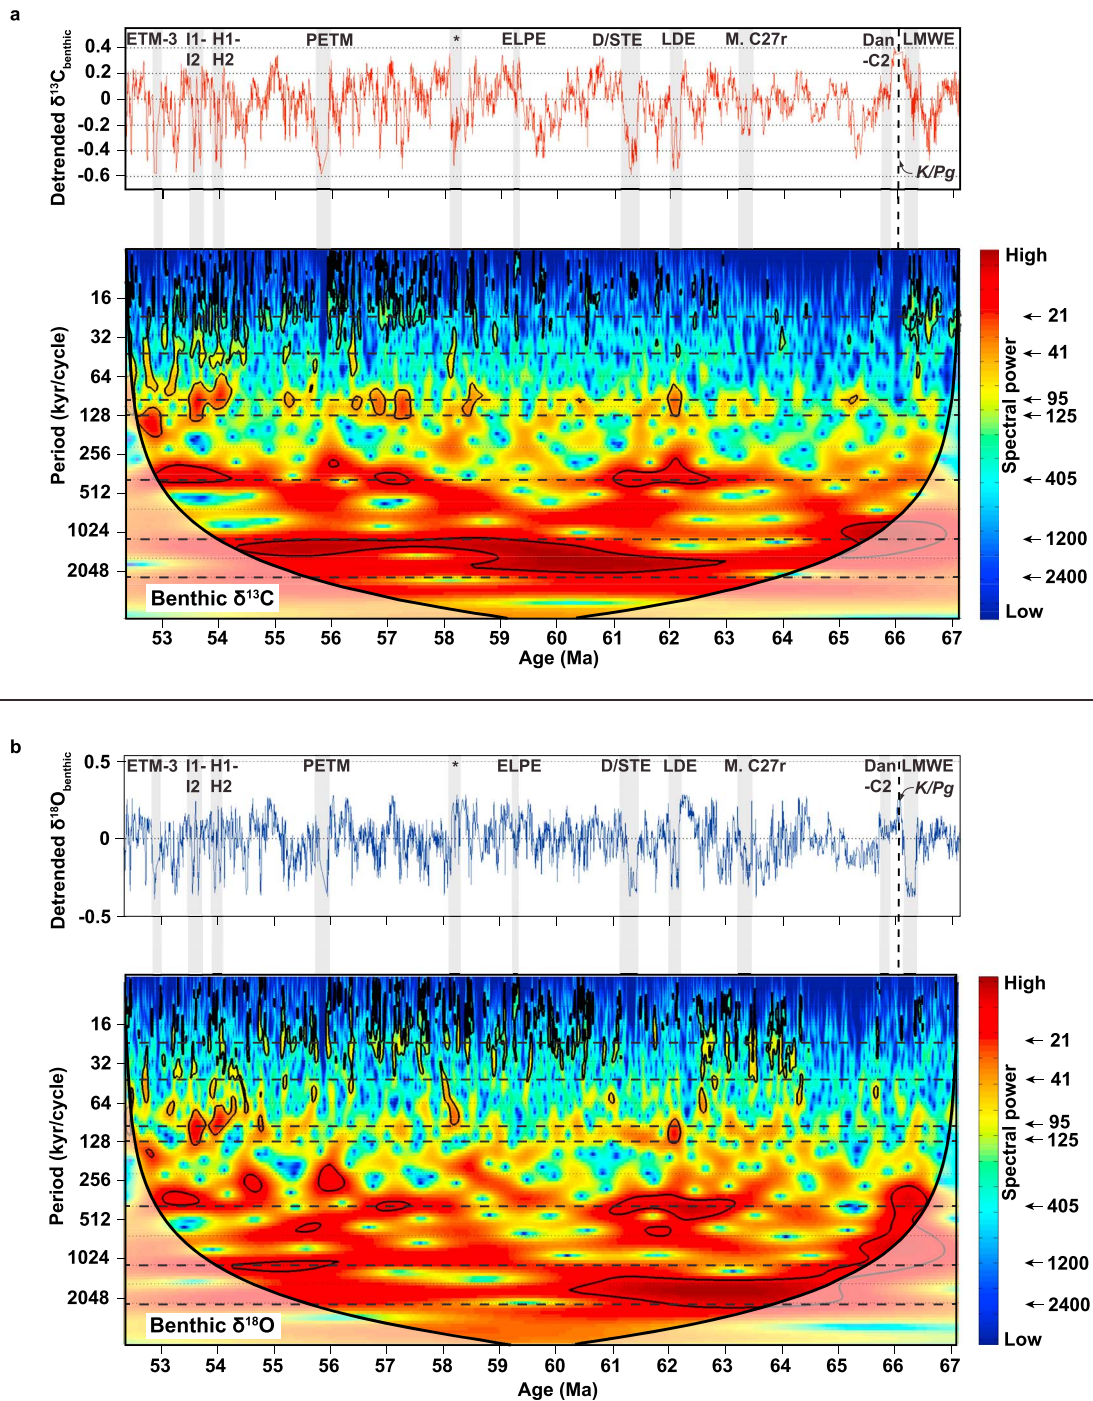 a
ETM-3 I1- H1- PETM * ELPE D/STE LDE M. C27r Dan LMWE
I2 H2 -C2
0.4
0.2
0
-0.2
-0.4
-0.6
Detrended δ13Cbenthic
K/Pg
16
32
64
128
256
512
1024
2048
Period (kyr/cycle)
Benthic δ13C
53 54 55 56 57 58 59 60 61 62 63 64 65 66 67
Age (Ma)
High
← 21
← 41
← 95
← 125
← 405
← 1200
← 2400
Low
Spectral power
b
ETM-3 I1- H1- PETM * ELPE D/STE LDE M. C27r Dan LMWE
I2 H2 -C2 K/Pg
0.5
0
-0.5
Detrended δ18Obenthic
16
32
64
128
256
512
1024
2048
Period (kyr/cycle)
Benthic δ18O
53 54 55 56 57 58 59 60 61 62 63 64 65 66 67
Age (Ma)
High
← 21
← 41
← 95
← 125
← 405
← 1200
← 2400
Low
Spectral power